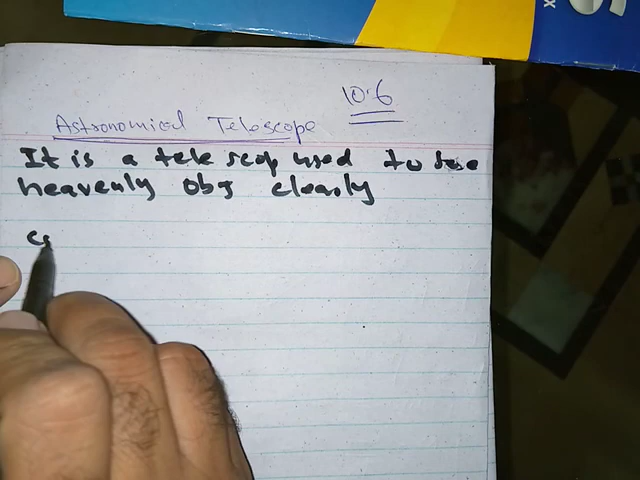 10.6
Astronomical Telescope
It is a telescop used to see
heavenly obj clearly